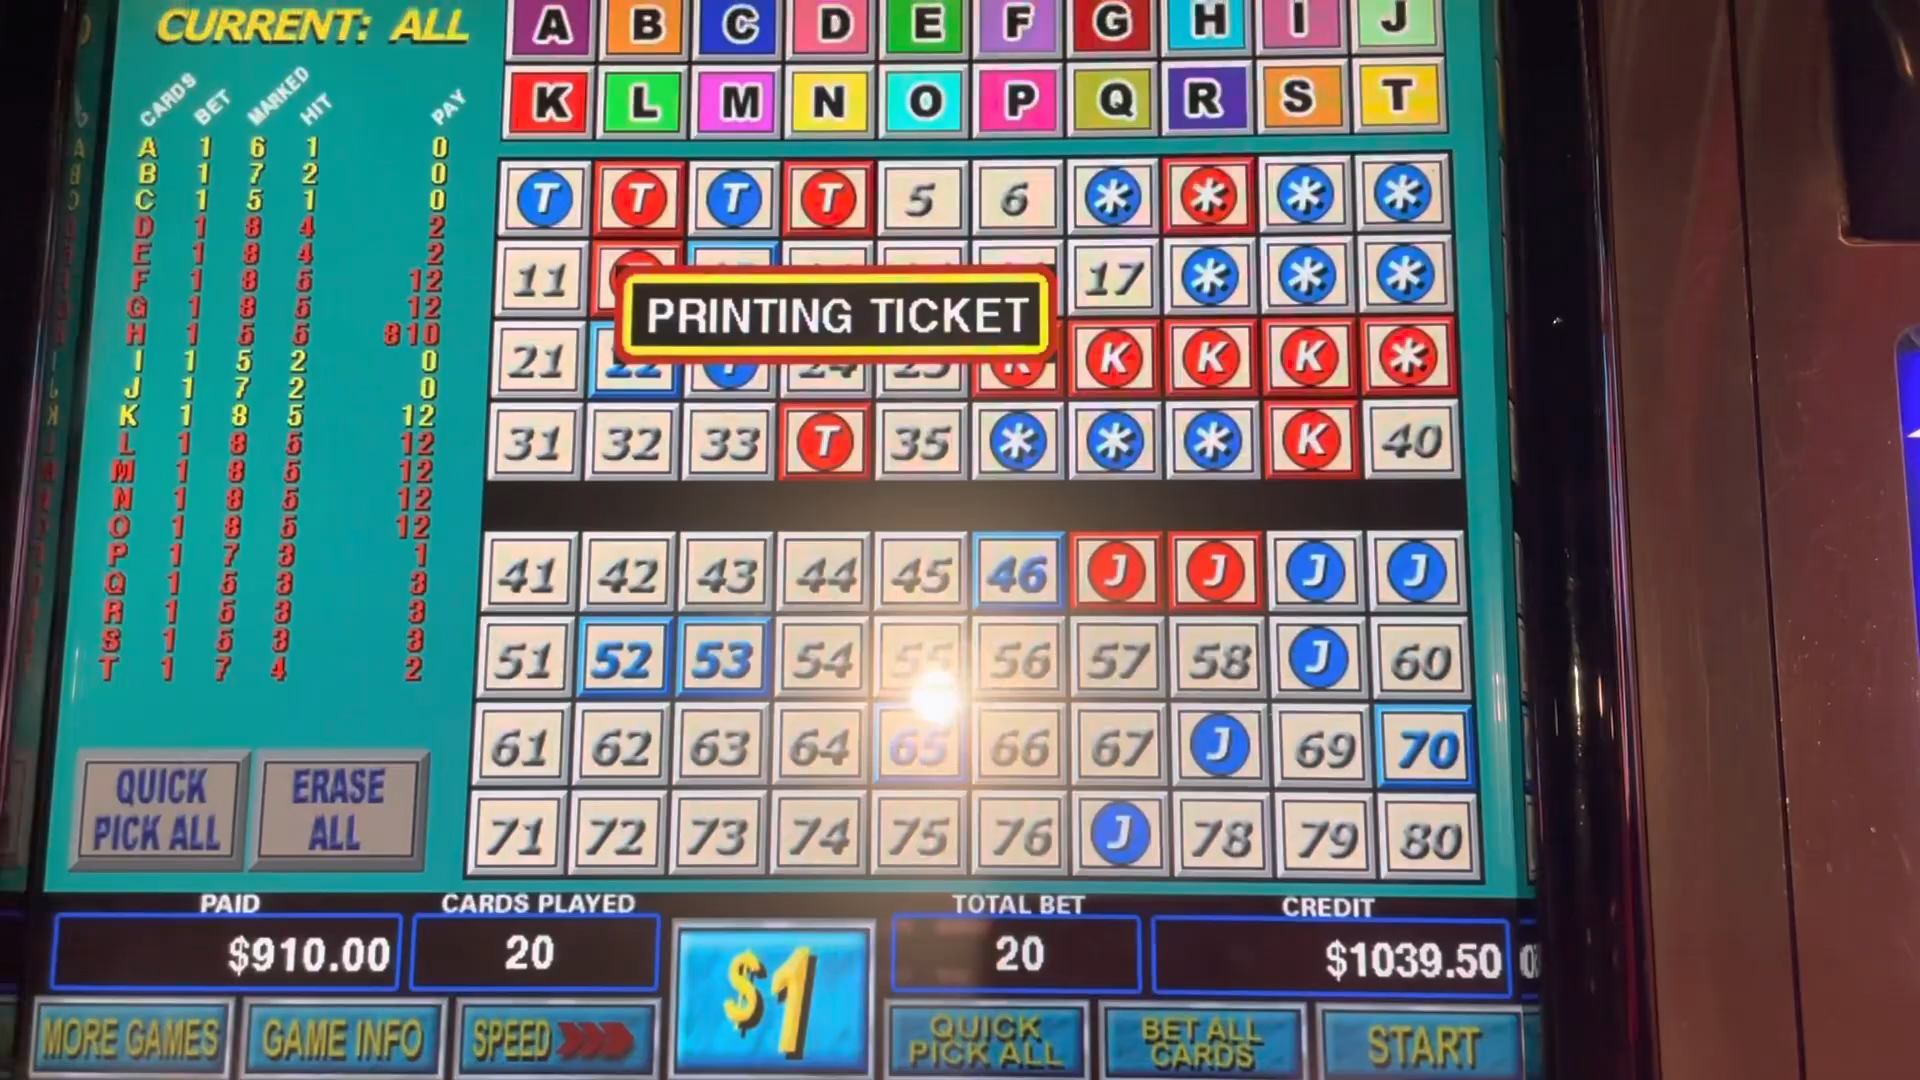 CURRENT: ALL
A B C D E F G H I J
K L M N O P Q R S T
CARDS BET MARKED HIT PAY
A 1 6 1 0
B 1 7 2 0
C 1 5 1 0
D 1 8 4 2
E 1 8 4 2
F 1 8 5 12
G 1 8 5 12
H 1 5 5 810
I 1 5 2 0
J 1 7 2 0
K 1 8 5 12
L 1 8 5 12
M 1 8 5 12
N 1 8 5 12
O 1 8 5 12
P 1 7 3 1
Q 1 5 3 3
R 1 5 3 3
S 1 5 3 3
T 1 7 4 2
T T T T 5 6 * * * *
11 17 * * *
PRINTING TICKET
21 22 T 24 K K K K *
31 32 33 T 35 * * * K 40
41 42 43 44 45 46 J J J J
51 52 53 54 55 56 57 58 J 60
61 62 63 64 65 66 67 J 69 70
71 72 73 74 75 76 J 78 79 80
QUICK PICK ALL
ERASE ALL
PAID CARDS PLAYED TOTAL BET CREDIT
$910.00 20 $1 20 $1039.50
MORE GAMES GAME INFO SPEED QUICK PICK ALL BET ALL CARDS START